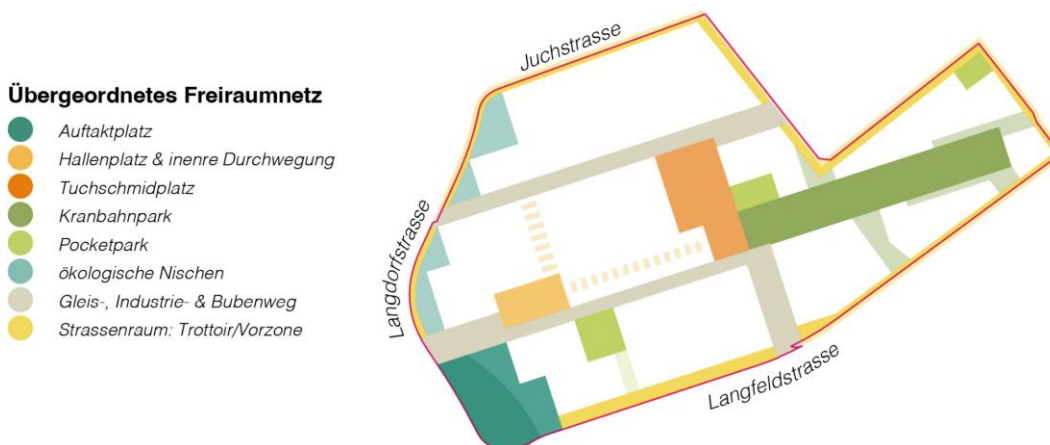 Übergeordnetes Freiraumnetz
Auftaktplatz
Hallenplatz & inenre Durchwegung
Tuchschmidplatz
Kranbahnpark
Pocketpark
ökologische Nischen
Gleis-, Industrie- & Bubenweg
Strassenraum: Trottoir/Vorzone
Juchstrasse
Langdorfstrasse
Langfeldstrasse